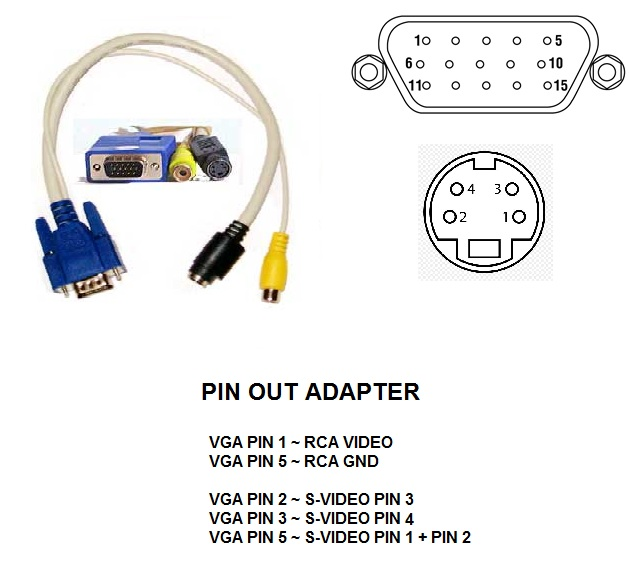 1 5
6 10
11 15
4 3
2 1
PIN OUT ADAPTER
VGA PIN 1 ~ RCA VIDEO
VGA PIN 5 ~ RCA GND
VGA PIN 2 ~ S-VIDEO PIN 3
VGA PIN 3 ~ S-VIDEO PIN 4
VGA PIN 5 ~ S-VIDEO PIN 1 + PIN 2